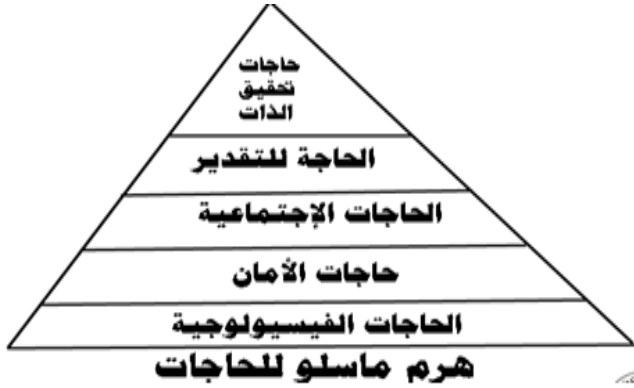 حاجات
تحقيق
الذات
الحاجة للتقدير
الحاجات الإجتماعية
حاجات الأمان
الحاجات الفيسيولوجية
هرم ماسلو للحاجات